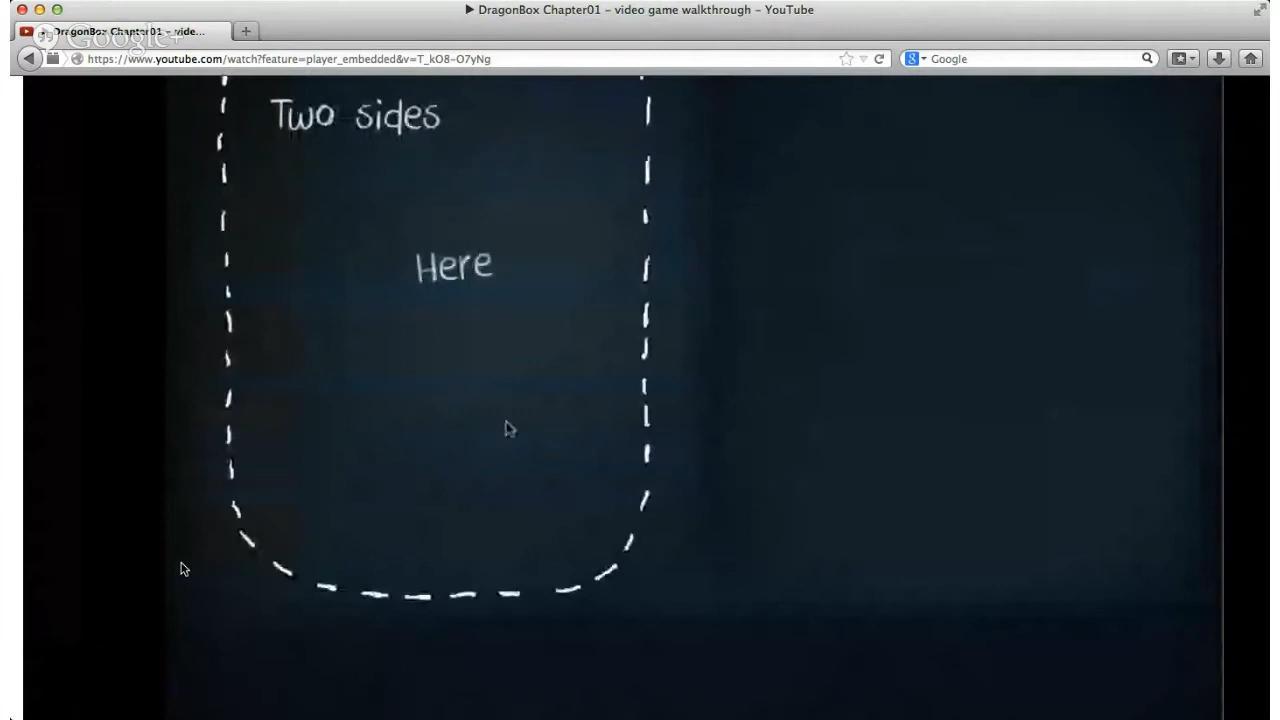 ▶ DragonBox Chapter01 – video game walkthrough – YouTube
▶ DragonBox Chapter01 – vide...
Google+
https://www.youtube.com/watch?feature=player_embedded&v=T_kO8-O7yNg
Google
Two sides
Here